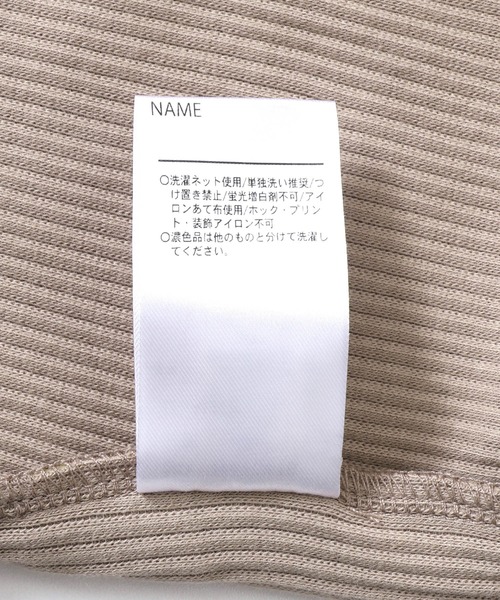 NAME
○洗濯ネット使用/単独洗い推奨/つ
け置き禁止/蛍光増白剤不可/アイ
ロンあて布使用/ホック・プリン
ト・装飾アイロン不可
○濃色品は他のものと分けて洗濯し
てください。